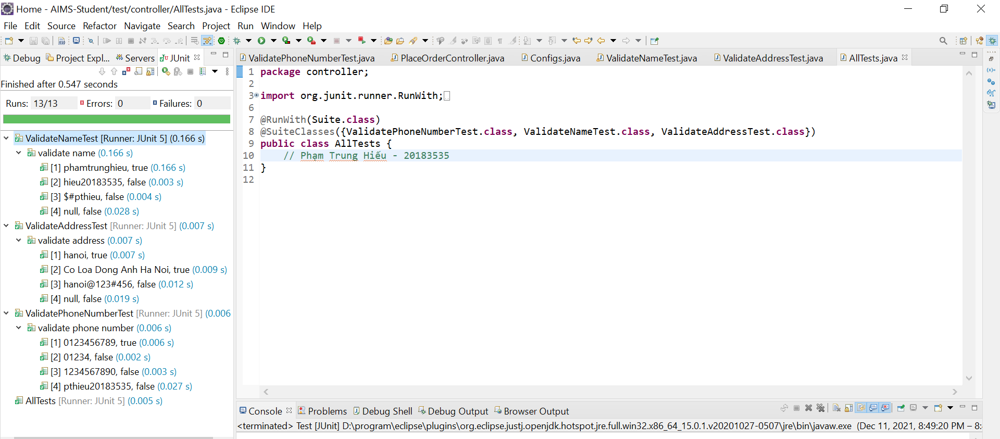 Home - AIMS-Student/test/controller/AllTests.java - Eclipse IDE
File Edit Source Refactor Navigate Search Project Run Window Help
Debug Project Expl... Servers JUnit
Finished after 0.547 seconds
Runs: 13/13 Errors: 0 Failures: 0
ValidateNameTest [Runner: JUnit 5] (0.166 s)
validate name (0.166 s)
[1] phamtrunghieu, true (0.166 s)
[2] hieu20183535, false (0.003 s)
[3] $#pthieu, false (0.004 s)
[4] null, false (0.028 s)
ValidateAddressTest [Runner: JUnit 5] (0.007 s)
validate address (0.007 s)
[1] hanoi, true (0.007 s)
[2] Co Loa Dong Anh Ha Noi, true (0.009 s)
[3] hanoi@123#456, false (0.012 s)
[4] null, false (0.019 s)
ValidatePhoneNumberTest [Runner: JUnit 5] (0.006
validate phone number (0.006 s)
[1] 0123456789, true (0.006 s)
[2] 01234, false (0.002 s)
[3] 1234567890, false (0.003 s)
[4] pthieu20183535, false (0.027 s)
AllTests [Runner: JUnit 5] (0.005 s)
ValidatePhoneNumberTest.java PlaceOrderController.java Configs.java ValidateNameTest.java ValidateAddressTest.java AllTests.java
1 package controller;
2
3 import org.junit.runner.RunWith;
6
7 @RunWith(Suite.class)
8 @SuiteClasses({ValidatePhoneNumberTest.class, ValidateNameTest.class, ValidateAddressTest.class})
9 public class AllTests {
10 // Phạm Trung Hiếu - 20183535
11 }
12
Console Problems Debug Shell Debug Output Browser Output
<terminated> Test [JUnit] D:\program\eclipse\plugins\org.eclipse.justj.openjdk.hotspot.jre.full.win32.x86_64_15.0.1.v20201027-0507\jre\bin\javaw.exe (Dec 11, 2021, 8:49:20 PM – 8: